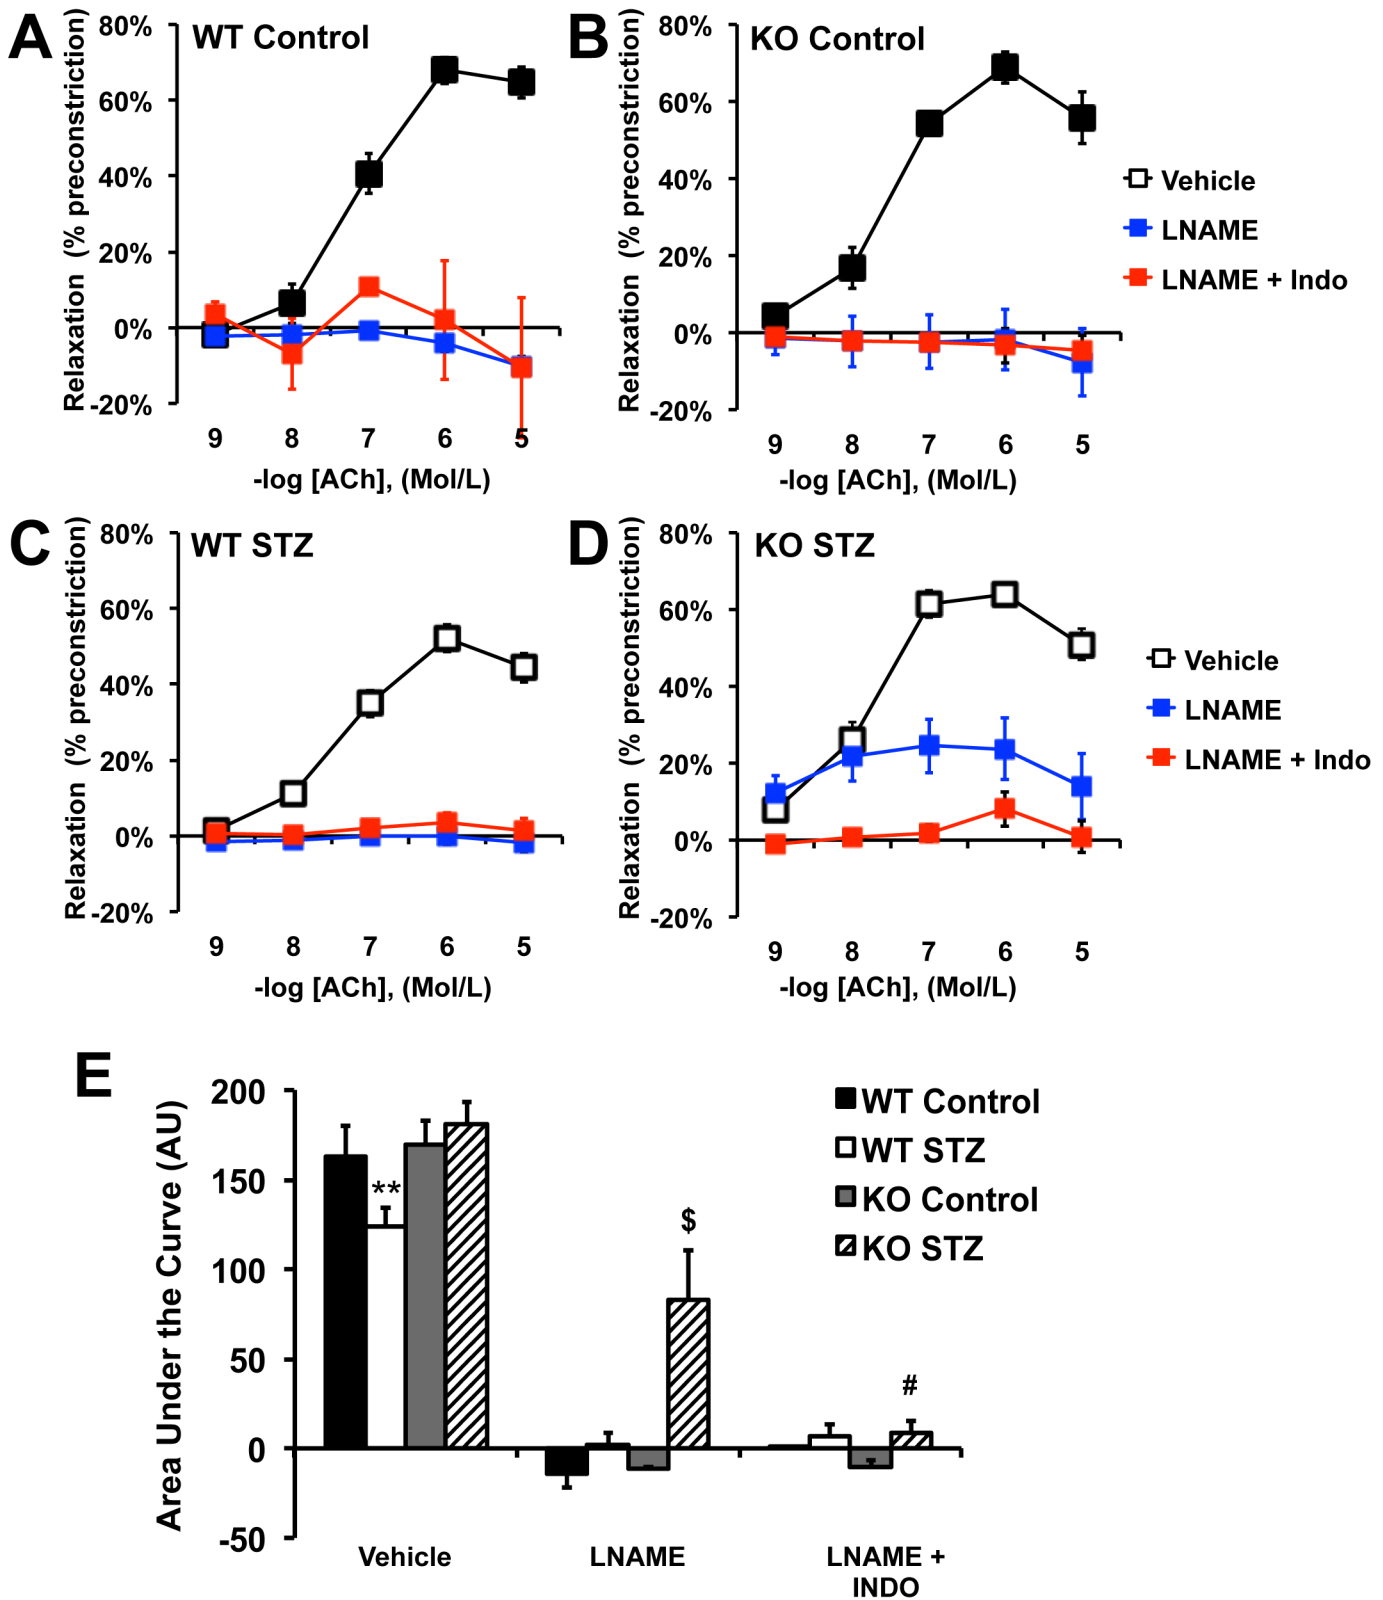 A
WT Control
80%
60%
40%
20%
0%
-20%
Relaxation (% preconstriction)
9 8 7 6 5
-log [ACh], (Mol/L)
B
KO Control
80%
60%
40%
20%
0%
-20%
Relaxation (% preconstriction)
9 8 7 6 5
-log [ACh], (Mol/L)
Vehicle
LNAME
LNAME + Indo
C
WT STZ
80%
60%
40%
20%
0%
-20%
Relaxation (% preconstriction)
9 8 7 6 5
-log [ACh], (Mol/L)
D
KO STZ
80%
60%
40%
20%
0%
-20%
Relaxation (% preconstriction)
9 8 7 6 5
-log [ACh], (Mol/L)
Vehicle
LNAME
LNAME + Indo
E
200
150
100
50
0
-50
Area Under the Curve (AU)
**
$
#
WT Control
WT STZ
KO Control
KO STZ
Vehicle
LNAME
LNAME +
INDO